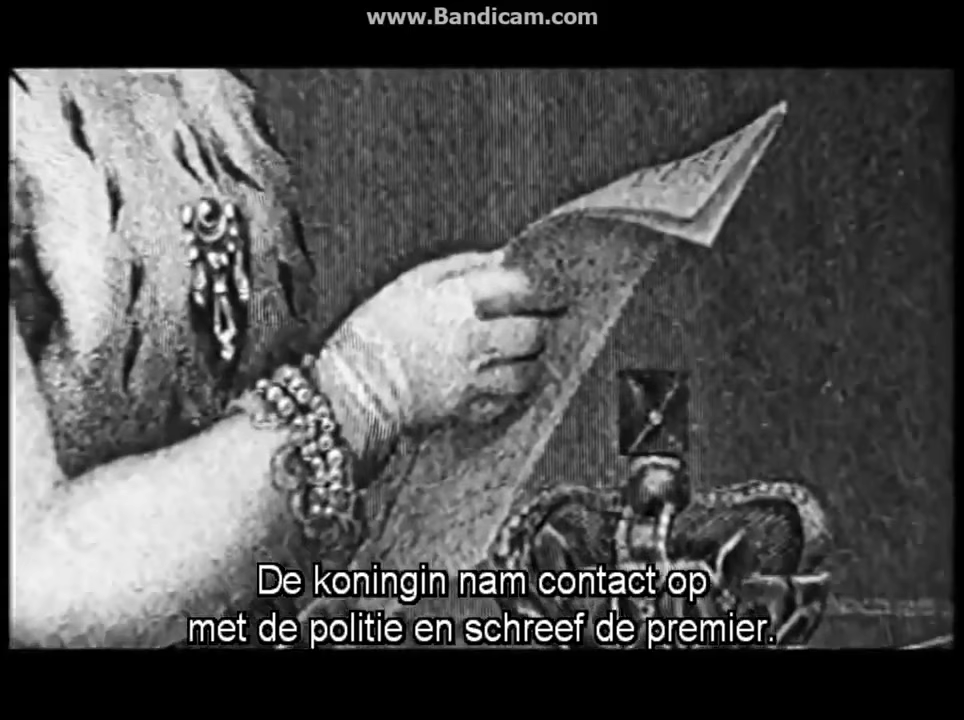 www.Bandicam.com
De koningin nam contact op
met de politie en schreef de premier.